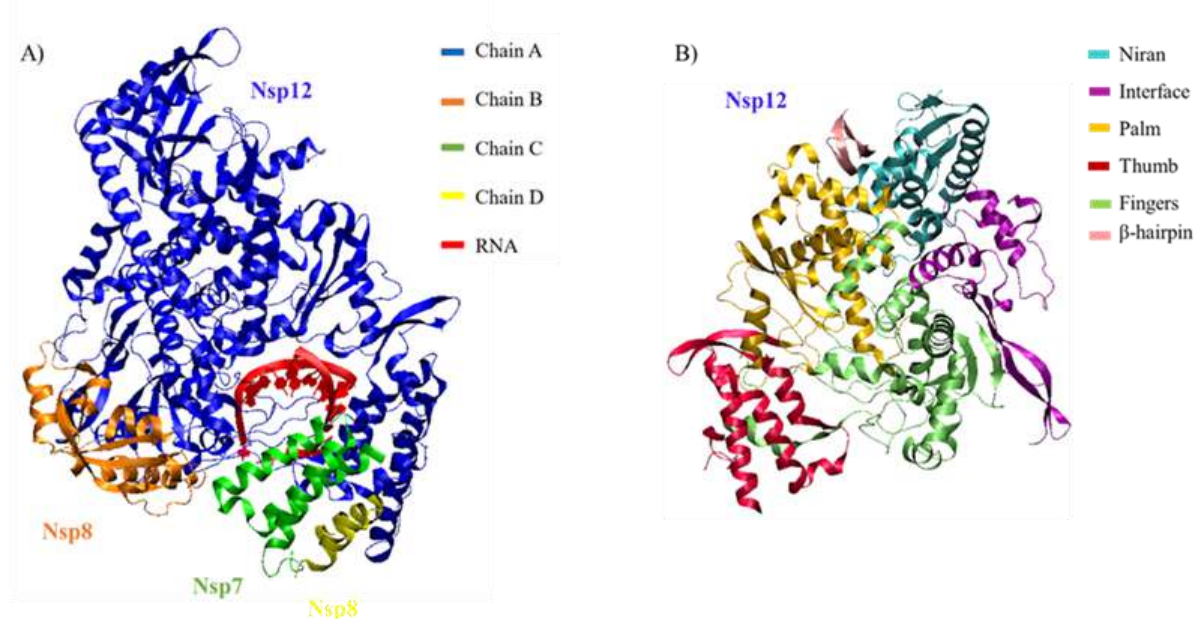 A)
Nsp12
Chain A
Chain B
Chain C
Chain D
RNA
Nsp8
Nsp7
Nsp8
B)
Nsp12
Niran
Interface
Palm
Thumb
Fingers
β-hairpin